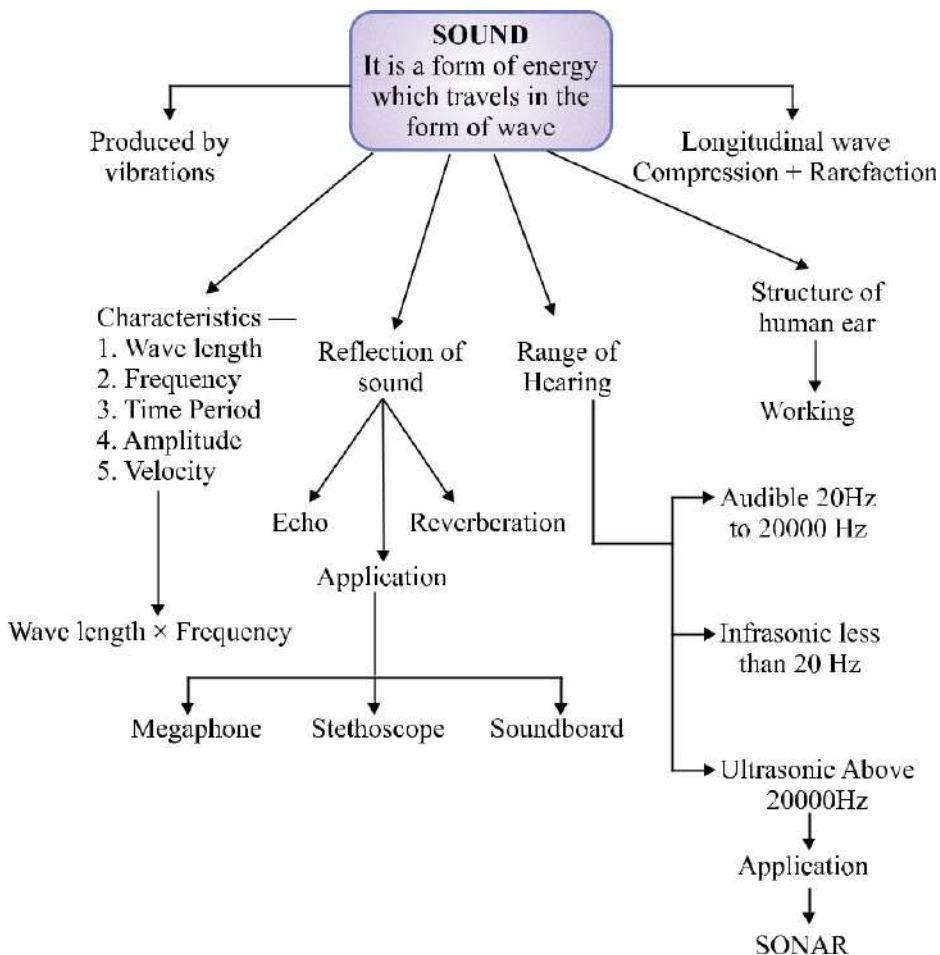 SOUND
It is a form of energy
which travels in the
form of wave
Produced by
vibrations
Longitudinal wave
Compression + Rarefaction
Characteristics —
1. Wave length
2. Frequency
3. Time Period
4. Amplitude
5. Velocity
Wave length × Frequency
Reflection of
sound
Echo
Reverberation
Application
Megaphone
Stethoscope
Soundboard
Range of
Hearing
Audible 20Hz
to 20000 Hz
Infrasonic less
than 20 Hz
Ultrasonic Above
20000Hz
Application
SONAR
Structure of
human ear
Working